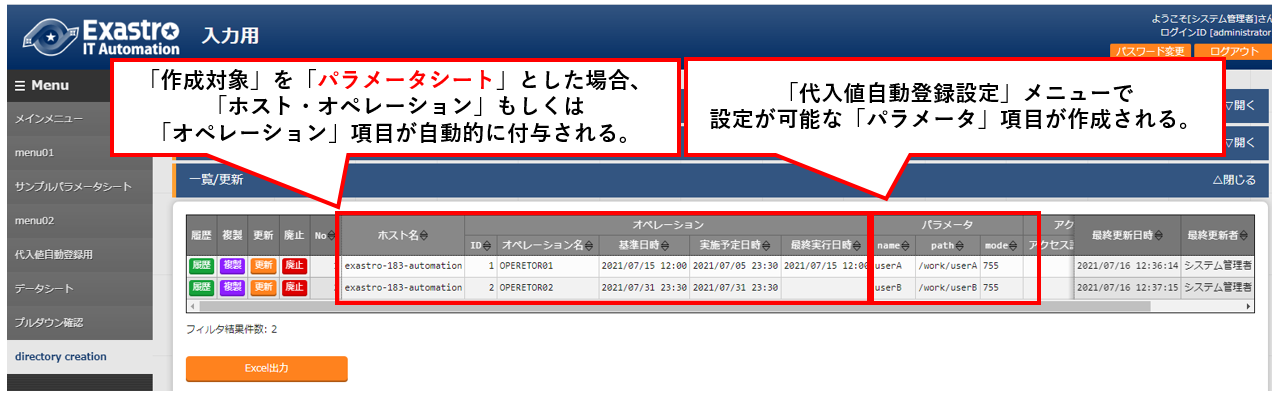 Exastro
IT Automation
入力用
ようこそ[システム管理者]さん
ログインID [administrator
パスワード変更 ログアウト
☰ Menu
メインメニュー
menu01
サンプルパラメータシート
menu02
代入値自動登録用
データシート
プルダウン確認
directory creation
「作成対象」を「パラメータシート」とした場合、
「ホスト・オペレーション」もしくは
「オペレーション」項目が自動的に付与される。
「代入値自動登録設定」メニューで
設定が可能な「パラメータ」項目が作成される。
▽開く
▽開く
一覧/更新 △閉じる
履歴 複製 更新 廃止 No ホスト名 オペレーション パラメータ アク 最終更新日時 最終更新者
ID オペレーション名 基準日時 実施予定日時 最終実行日時 name path mode アクセス
履歴 複製 更新 廃止 exastro-183-automation 1 OPERETOR01 2021/07/15 12:00 2021/07/05 23:30 2021/07/15 12:00 userA /work/userA 755 2021/07/16 12:36:14 システム管理者
履歴 複製 更新 廃止 exastro-183-automation 2 OPERETOR02 2021/07/31 23:30 2021/07/31 23:30 userB /work/userB 755 2021/07/16 12:37:15 システム管理者
フィルタ結果件数: 2
Excel出力